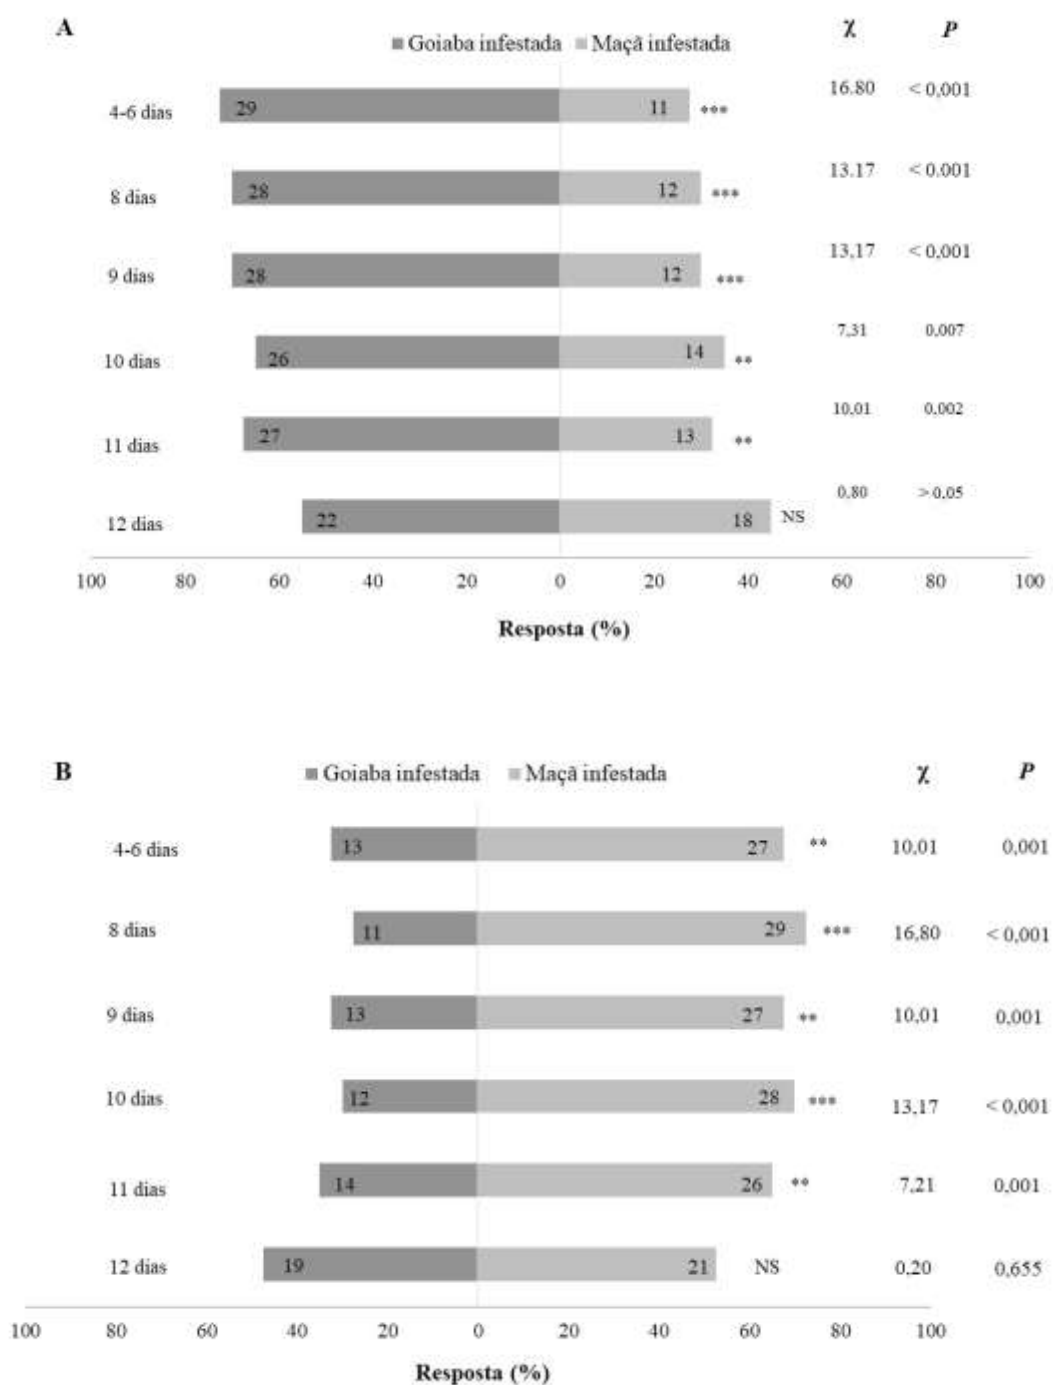 A
Goiaba infestada Maçã infestada χ P
4-6 dias 29 11 *** 16.80 < 0,001
8 dias 28 12 *** 13.17 < 0.001
9 dias 28 12 *** 13,17 < 0,001
10 dias 26 14 ** 7,31 0,007
11 dias 27 13 ** 10,01 0,002
12 dias 22 18 NS 0,80 > 0,05
100 80 60 40 20 0 20 40 60 80 100
Resposta (%)
B
Goiaba infestada Maçã infestada χ P
4-6 dias 13 27 ** 10,01 0,001
8 dias 11 29 *** 16,80 < 0,001
9 dias 13 27 ** 10,01 0,001
10 dias 12 28 *** 13,17 < 0,001
11 dias 14 26 ** 7,21 0,001
12 dias 19 21 NS 0,20 0,655
100 80 60 40 20 0 20 40 60 80 100
Resposta (%)